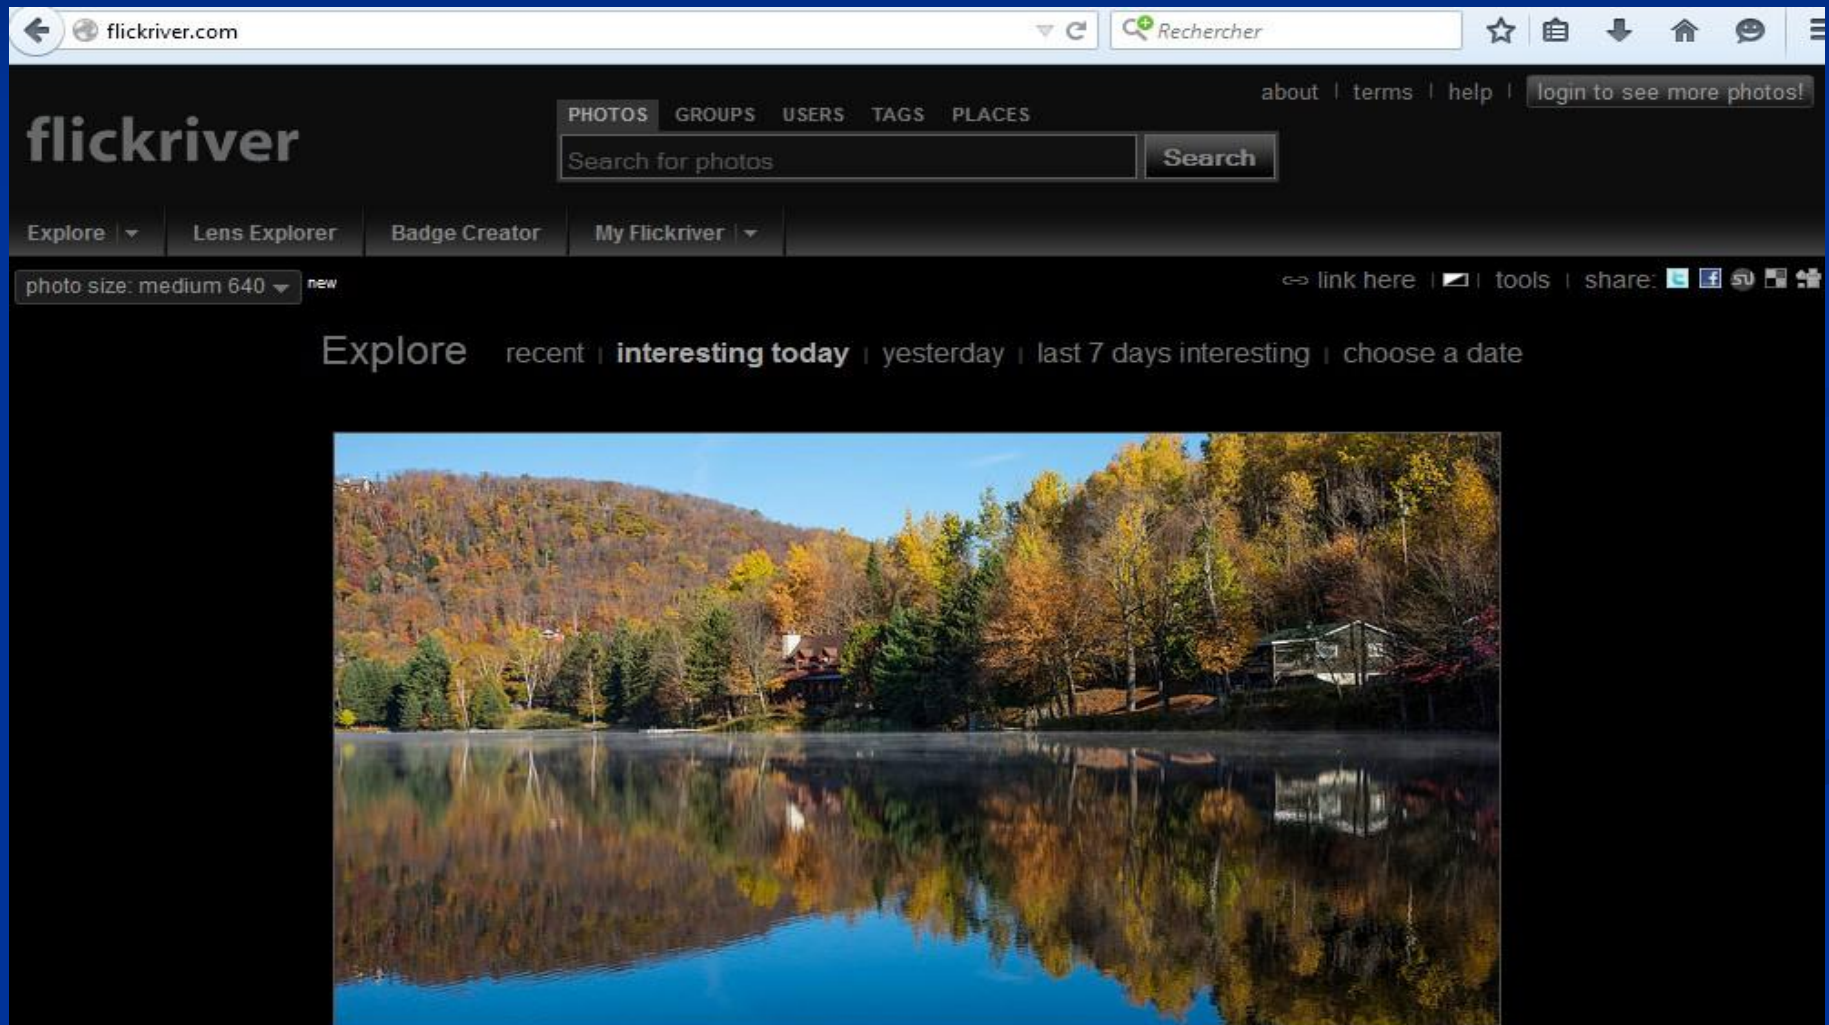 flickriver.com
Rechercher
about | terms | help | login to see more photos!
flickriver
PHOTOS GROUPS USERS TAGS PLACES
Search for photos
Search
Explore Lens Explorer Badge Creator My Flickriver
photo size: medium 640 new
link here | tools | share:
Explore recent | interesting today | yesterday | last 7 days interesting | choose a date